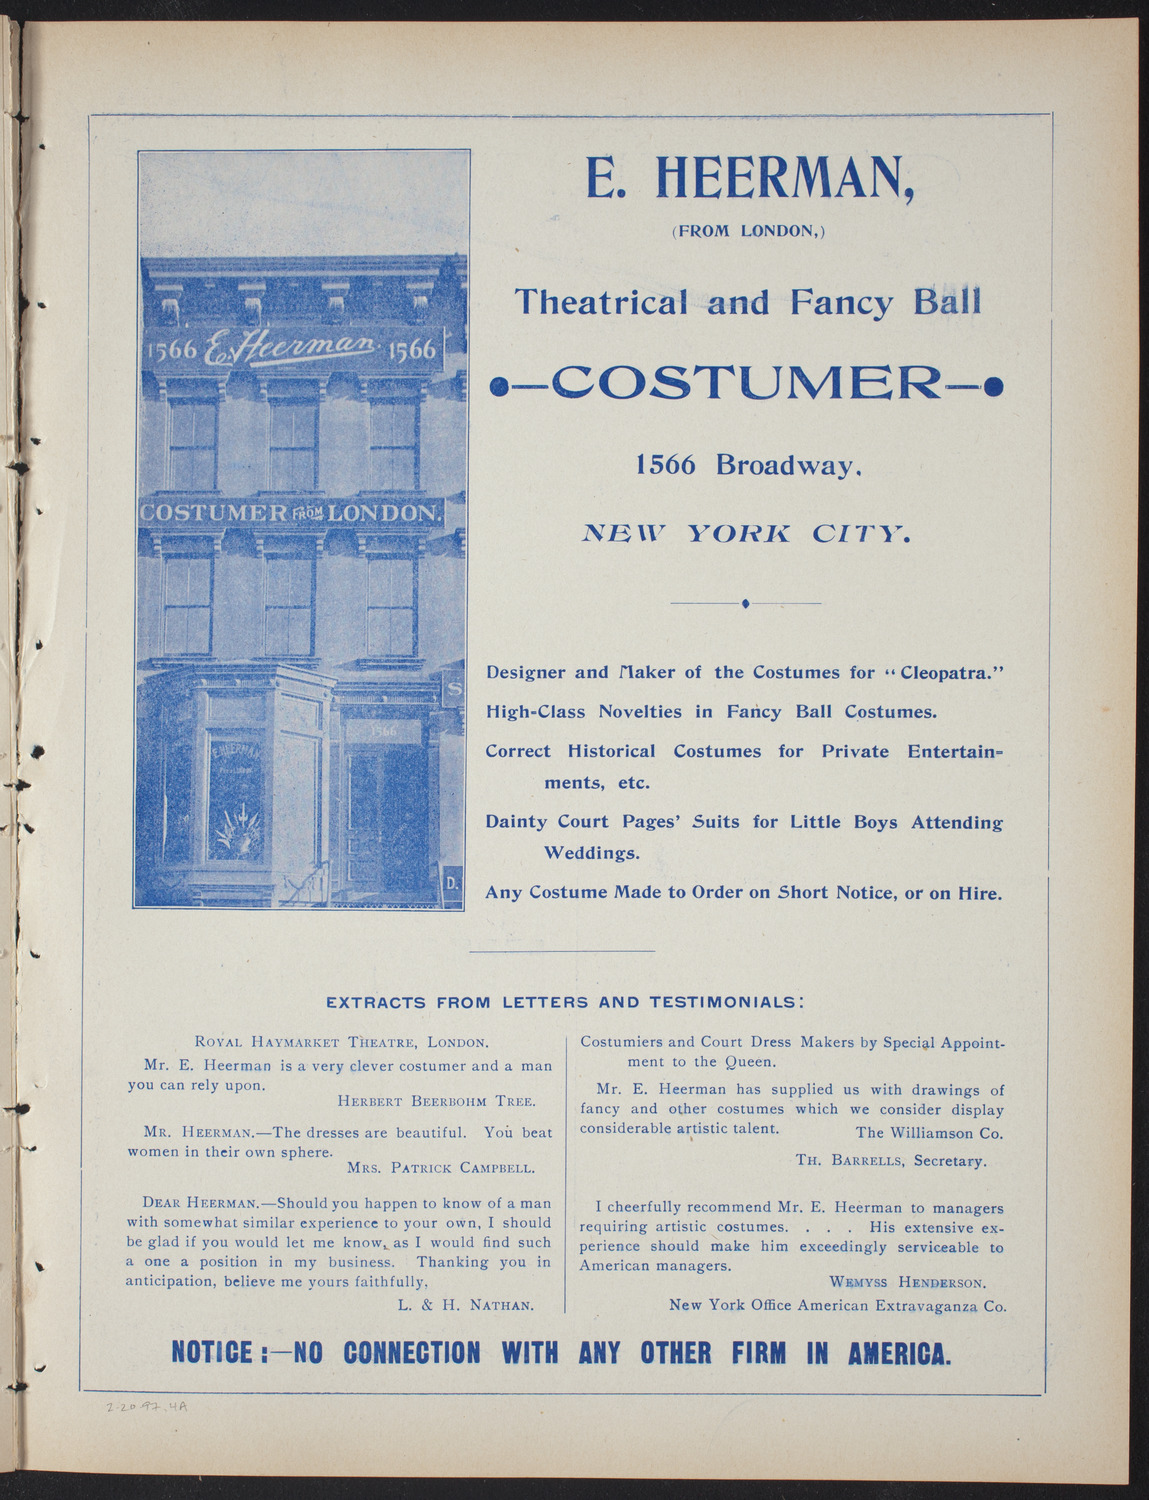 E. HEERMAN,
(FROM LONDON,)
Theatrical and Fancy Ball
COSTUMER
1566 Broadway,
NEW YORK CITY.
1566 E. Heerman. 1566
COSTUMER FROM LONDON.
S
1566
E. HEERMAN
D.
Designer and Maker of the Costumes for "Cleopatra."
High-Class Novelties in Fancy Ball Costumes.
Correct Historical Costumes for Private Entertain-
ments, etc.
Dainty Court Pages' Suits for Little Boys Attending
Weddings.
Any Costume Made to Order on Short Notice, or on Hire.
EXTRACTS FROM LETTERS AND TESTIMONIALS:
ROYAL HAYMARKET THEATRE, LONDON.
Mr. E. Heerman is a very clever costumer and a man
you can rely upon.
HERBERT BEERBOHM TREE.
MR. HEERMAN.—The dresses are beautiful. You beat
women in their own sphere.
MRS. PATRICK CAMPBELL.
DEAR HEERMAN.—Should you happen to know of a man
with somewhat similar experience to your own, I should
be glad if you would let me know, as I would find such
a one a position in my business. Thanking you in
anticipation, believe me yours faithfully,
L. & H. NATHAN.
Costumiers and Court Dress Makers by Special Appoint-
ment to the Queen.
Mr. E. Heerman has supplied us with drawings of
fancy and other costumes which we consider display
considerable artistic talent. The Williamson Co.
TH. BARRELLS, Secretary.
I cheerfully recommend Mr. E. Heerman to managers
requiring artistic costumes. . . . His extensive ex-
perience should make him exceedingly serviceable to
American managers.
WEMYSS HENDERSON.
New York Office American Extravaganza Co.
NOTICE:—NO CONNECTION WITH ANY OTHER FIRM IN AMERICA.
2-20-97.4A